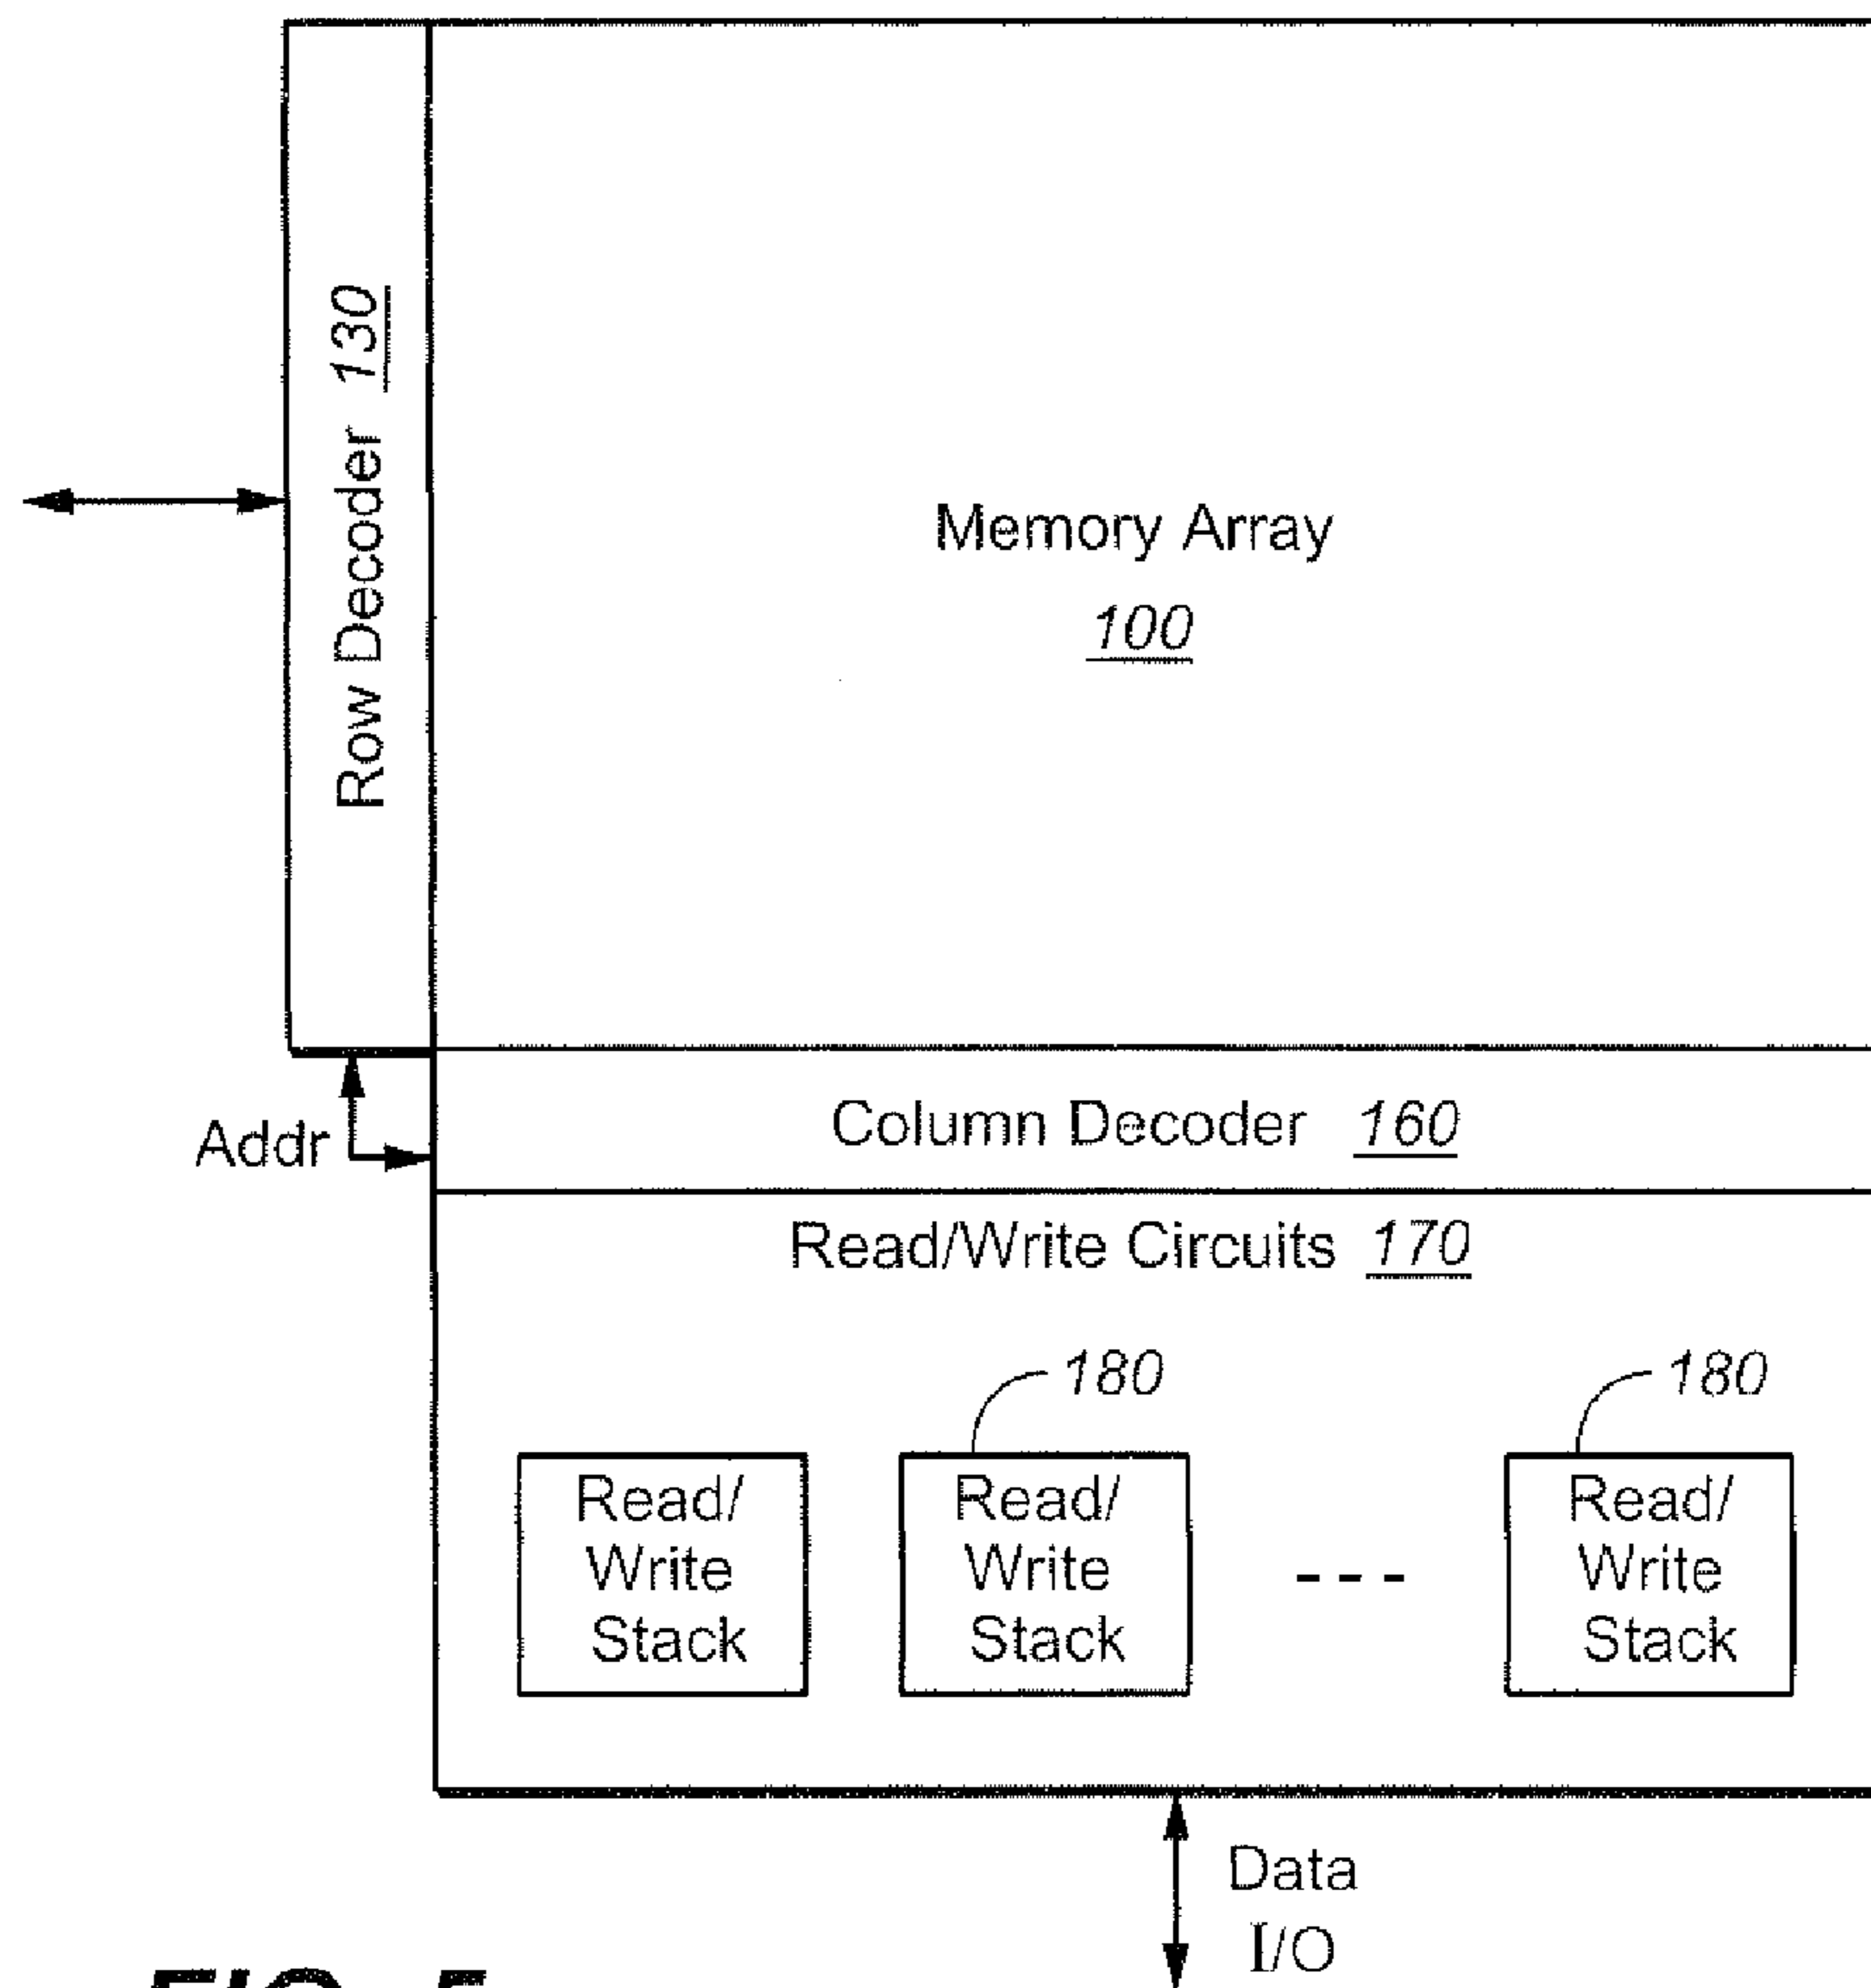 Row Decoder 130
Memory Array
100
Addr
Column Decoder 160
Read/Write Circuits 170
180
180
Read/
Write
Stack
Read/
Write
Stack
- - -
Read/
Write
Stack
Data
I/O